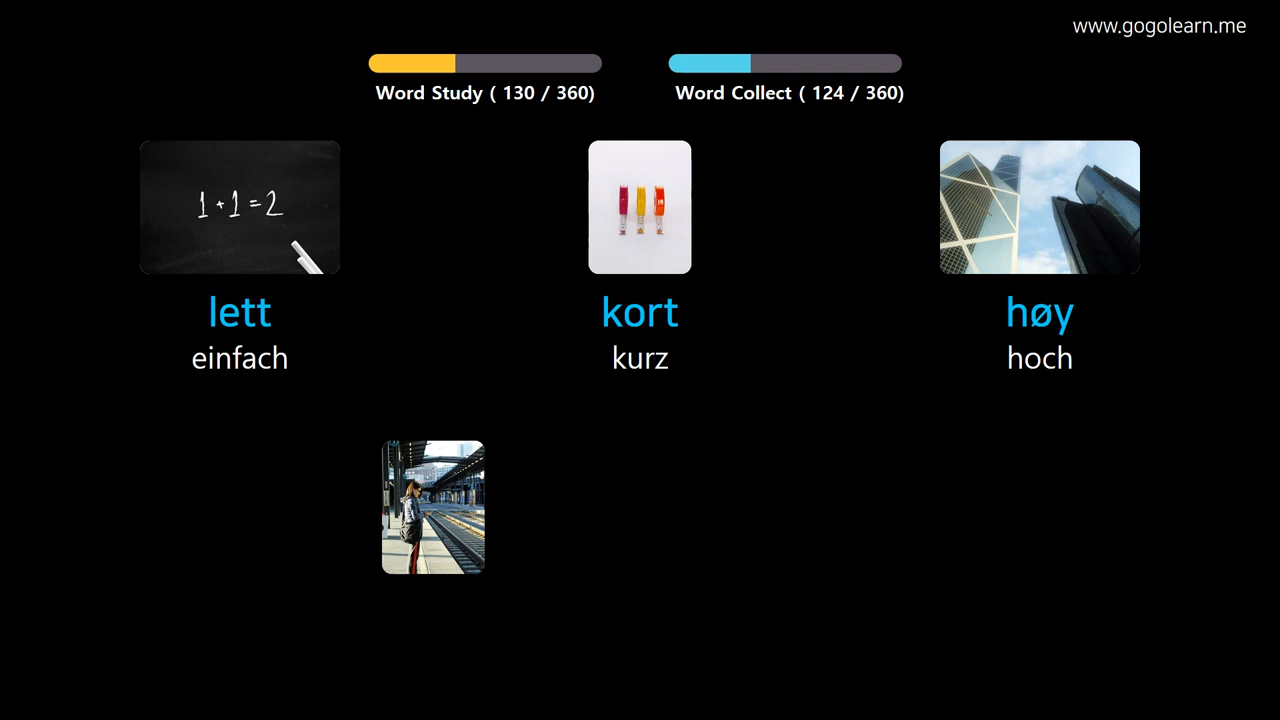 www.gogolearn.me
Word Study ( 130 / 360)
Word Collect ( 124 / 360)
1 + 1 = 2
lett
kort
høy
einfach
kurz
hoch